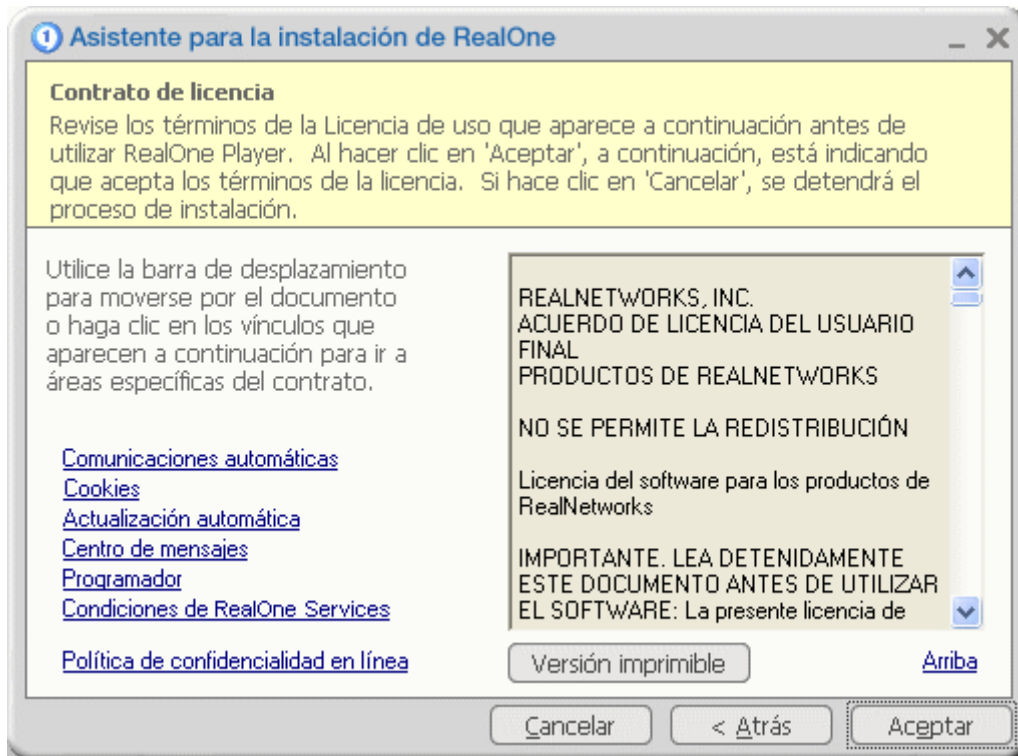 1 Asistente para la instalación de RealOne
Contrato de licencia
Revise los términos de la Licencia de uso que aparece a continuación antes de
utilizar RealOne Player. Al hacer clic en 'Aceptar', a continuación, está indicando
que acepta los términos de la licencia. Si hace clic en 'Cancelar', se detendrá el
proceso de instalación.
Utilice la barra de desplazamiento
para moverse por el documento
o haga clic en los vínculos que
aparecen a continuación para ir a
áreas específicas del contrato.
Comunicaciones automáticas
Cookies
Actualización automática
Centro de mensajes
Programador
Condiciones de RealOne Services
Política de confidencialidad en línea
REALNETWORKS, INC.
ACUERDO DE LICENCIA DEL USUARIO
FINAL
PRODUCTOS DE REALNETWORKS
NO SE PERMITE LA REDISTRIBUCIÓN
Licencia del software para los productos de
RealNetworks
IMPORTANTE. LEA DETENIDAMENTE
ESTE DOCUMENTO ANTES DE UTILIZAR
EL SOFTWARE: La presente licencia de
Versión imprimible
Arriba
Cancelar
< Atrás
Aceptar